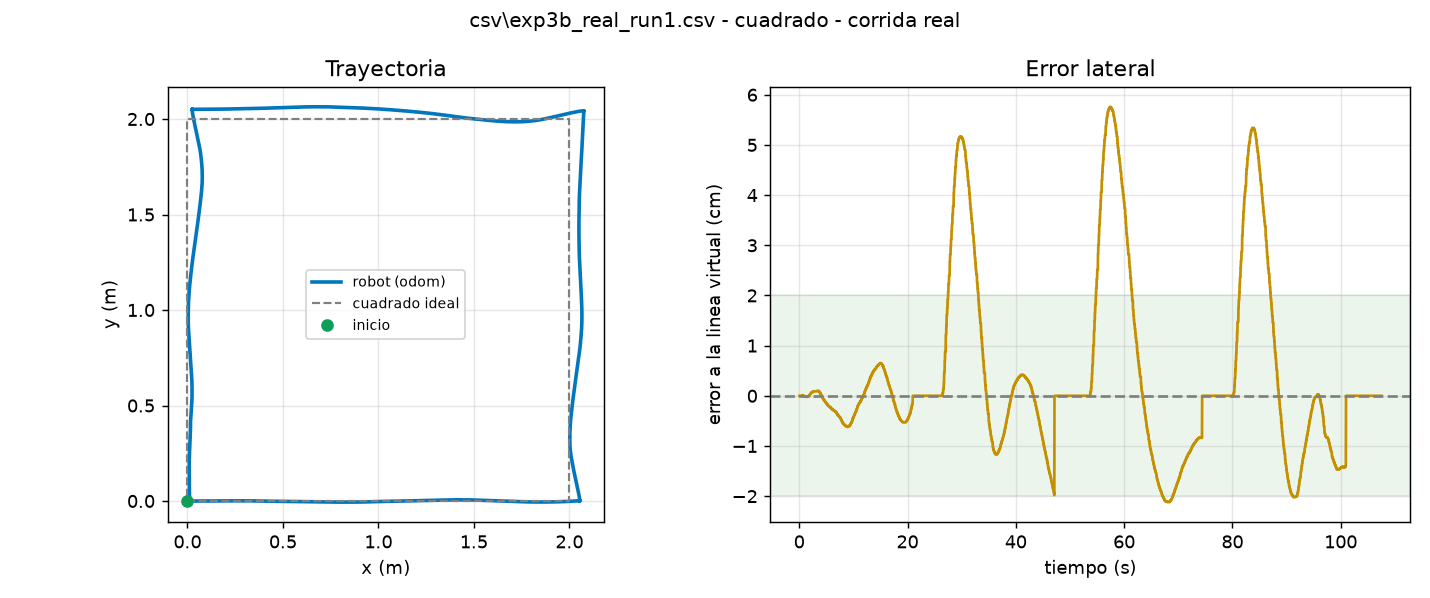 csv\exp3b_real_run1.csv - cuadrado - corrida real
Trayectoria
2.0
1.5
1.0
0.5
0.0
y (m)
robot (odom)
cuadrado ideal
inicio
0.0 0.5 1.0 1.5 2.0
x (m)
Error lateral
6
5
4
3
2
1
0
−1
−2
error a la linea virtual (cm)
0 20 40 60 80 100
tiempo (s)